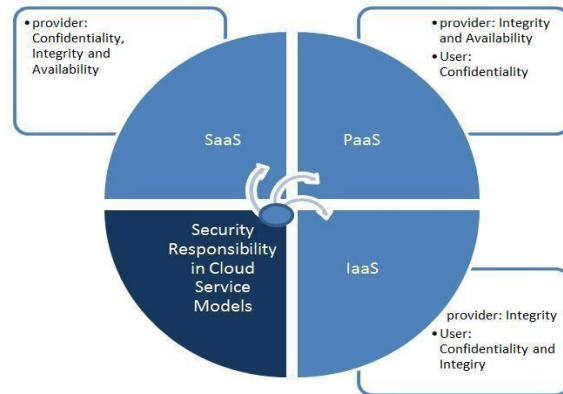 • provider:
Confidentiality,
Integrity and
Availability
• provider: Integrity
and Availability
• User:
Confidentiality
SaaS
PaaS
Security
Responsibility
in Cloud
Service
Models
IaaS
provider: Integrity
• User:
Confidentiality and
Integiry